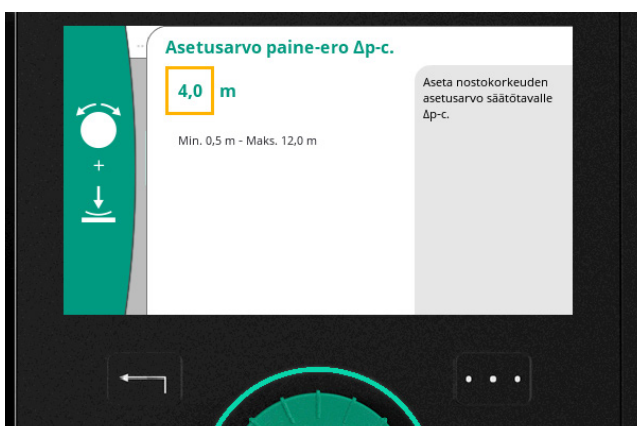 Asetusarvo paine-ero Δp-c.
4,0 m
Min. 0,5 m - Maks. 12,0 m
Aseta nostokorkeuden
asetusarvo säätötavalle
Δp-c.